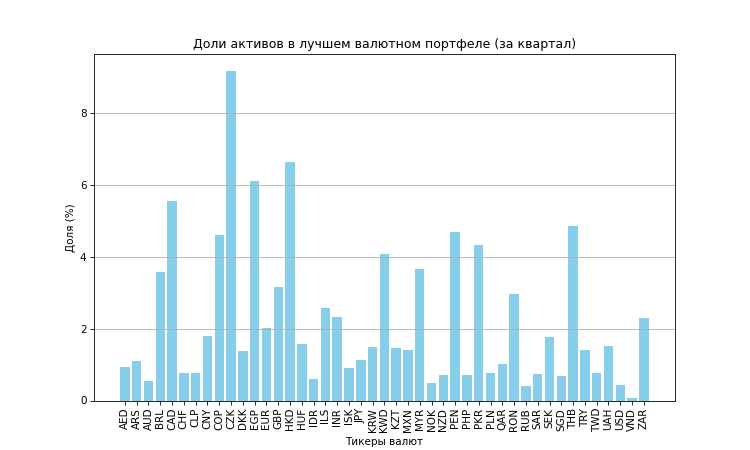 Доли активов в лучшем валютном портфеле (за квартал)
Доля (%)
8
6
4
2
0
AED ARS AUD BRL CAD CHF CLP CNY COP CZK DKK EGP EUR GBP HKD HUF IDR ILS INR ISK JPY KRW KWD KZT MXN MYR NOK NZD PEN PHP PKR PLN QAR RON RUB SAR SEK SGD THB TRY TWD UAH USD VND ZAR
Тикеры валют